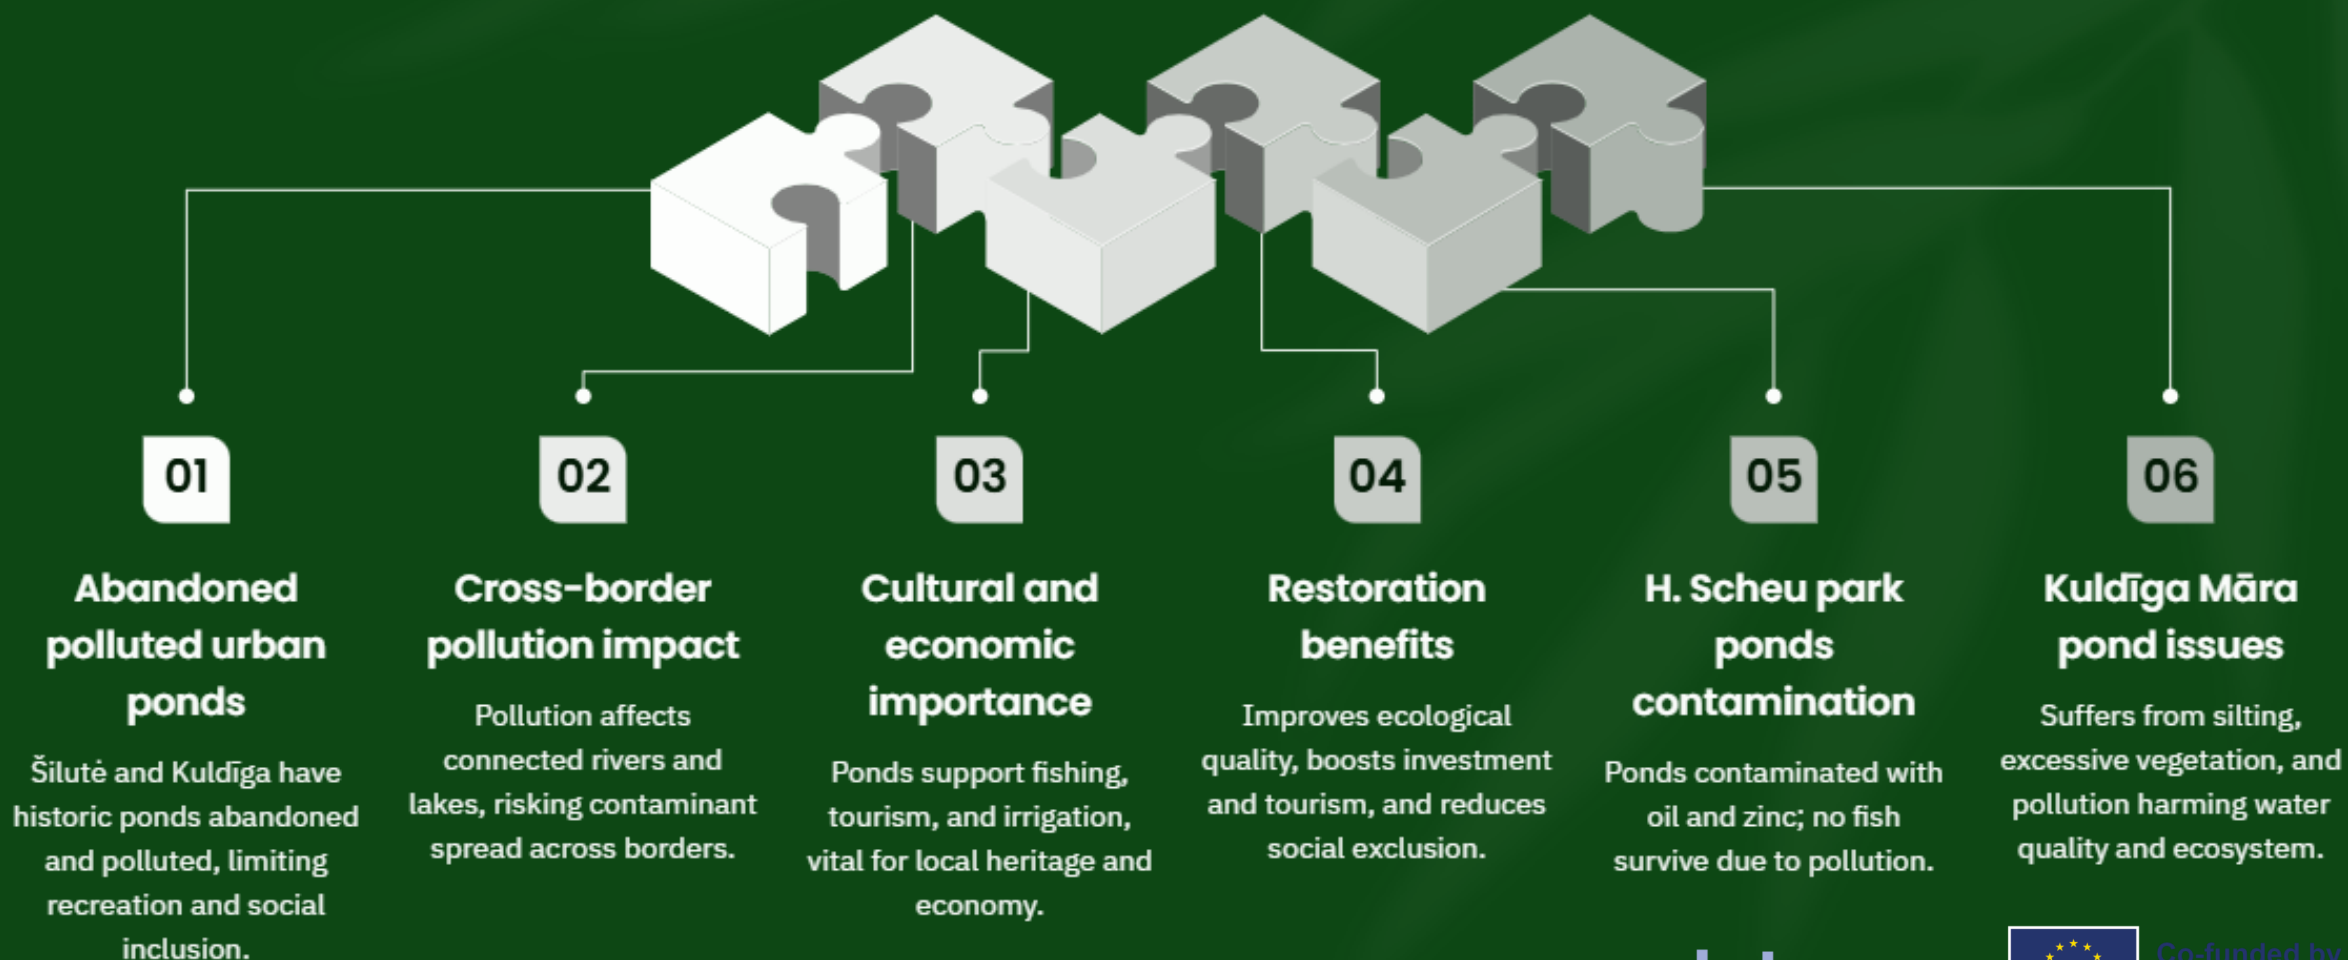 01
Abandoned
polluted urban
ponds
Šilutė and Kuldīga have
historic ponds abandoned
and polluted, limiting
recreation and social
inclusion.
02
Cross-border
pollution impact
Pollution affects
connected rivers and
lakes, risking contaminant
spread across borders.
03
Cultural and
economic
importance
Ponds support fishing,
tourism, and irrigation,
vital for local heritage and
economy.
04
Restoration
benefits
Improves ecological
quality, boosts investment
and tourism, and reduces
social exclusion.
05
H. Scheu park
ponds
contamination
Ponds contaminated with
oil and zinc; no fish
survive due to pollution.
06
Kuldīga Māra
pond issues
Suffers from silting,
excessive vegetation, and
pollution harming water
quality and ecosystem.
Co-funded by